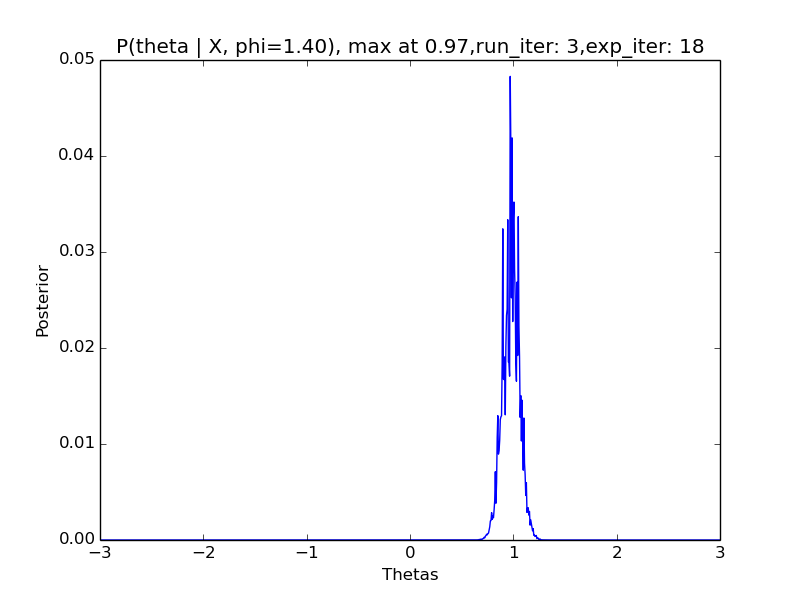 P(theta | X, phi=1.40), max at 0.97,run_iter: 3,exp_iter: 18
0.05
0.04
0.03
0.02
0.01
0.00
Posterior
−3 −2 −1 0 1 2 3
Thetas